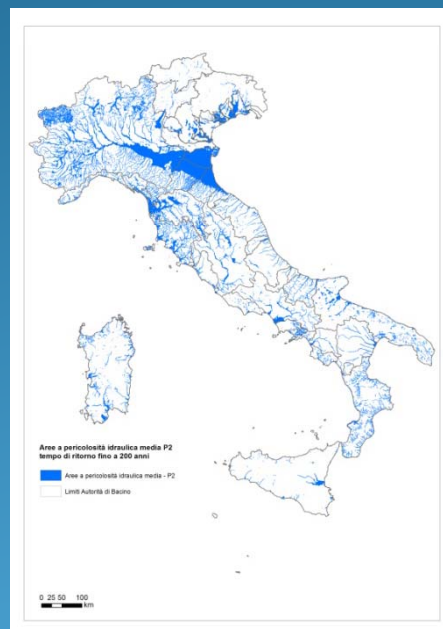 Aree a pericolosità idraulica media P2
tempo di ritorno fino a 200 anni
Aree a pericolosità idraulica media - P2
Limiti Autorità di Bacino
0 25 50 100
km